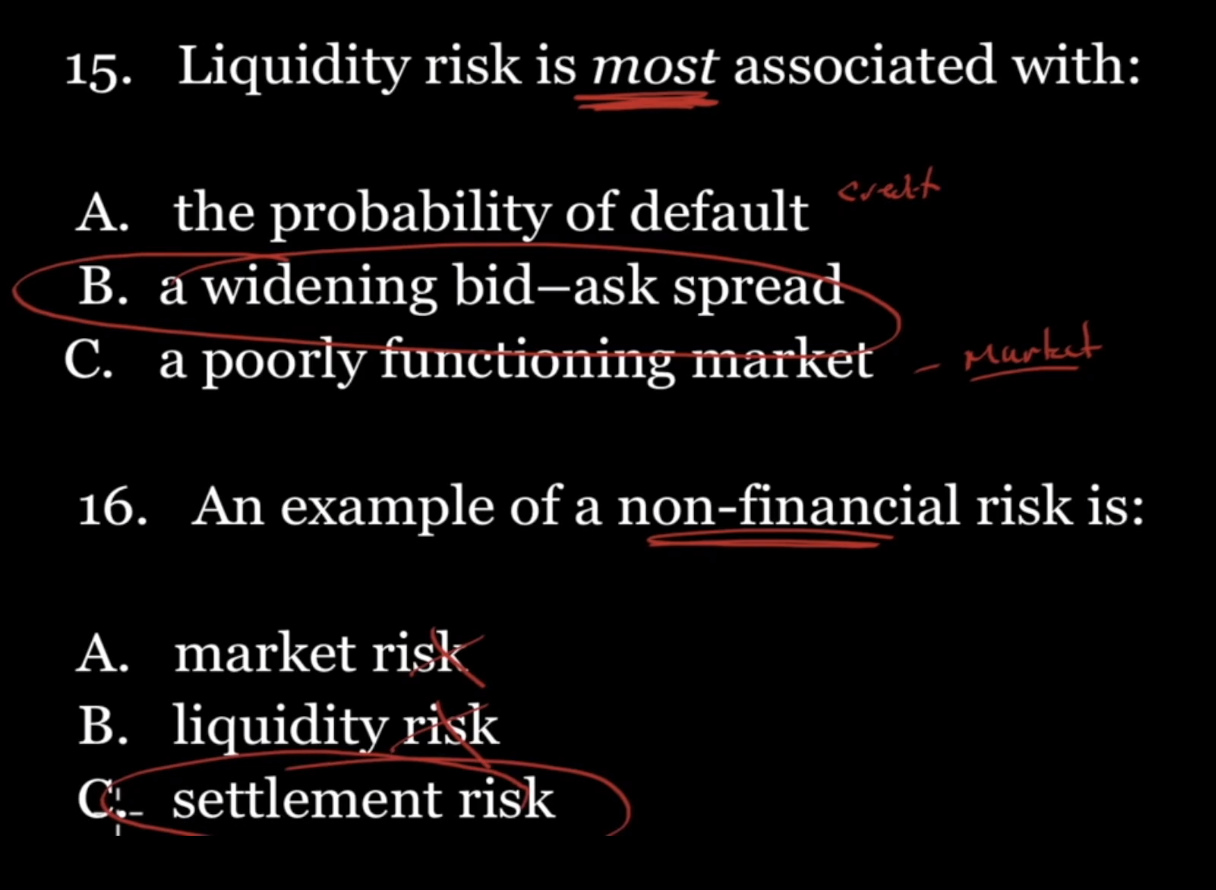 15. Liquidity risk is most associated with:
A. the probability of default credit
B. a widening bid–ask spread
C. a poorly functioning market – Market
16. An example of a non-financial risk is:
A. market risk
B. liquidity risk
C. settlement risk